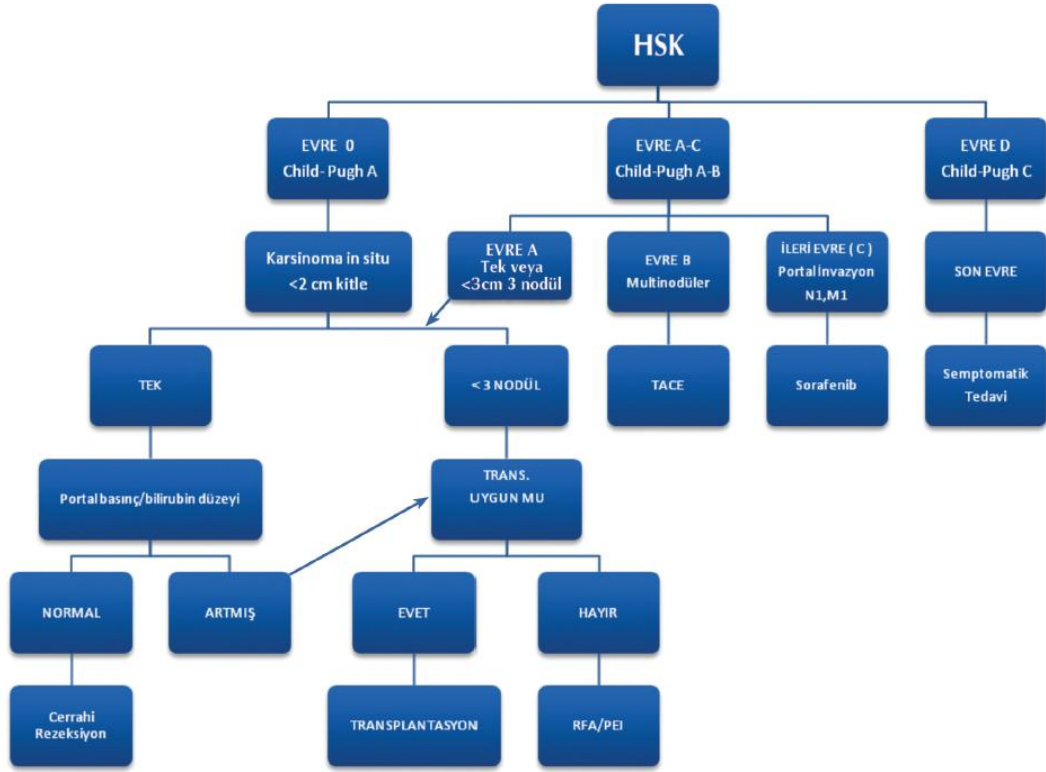 HSK
EVRE 0
Child- Pugh A
EVRE A-C
Child-Pugh A-B
EVRE D
Child-Pugh C
Karsinoma in situ
<2 cm kitle
EVRE A
Tek veya
<3cm 3 nodül
EVRE B
Multinodüler
İLERİ EVRE ( C )
Portal İnvazyon
N1,M1
SON EVRE
TEK
< 3 NODÜL
TACE
Sorafenib
Semptomatik
Tedavi
Portal basınç/bilirubin düzeyi
TRANS.
UYGUN MU
NORMAL
ARTMIŞ
EVET
HAYIR
Cerrahi
Rezeksiyon
TRANSPLANTASYON
RFA/PEI